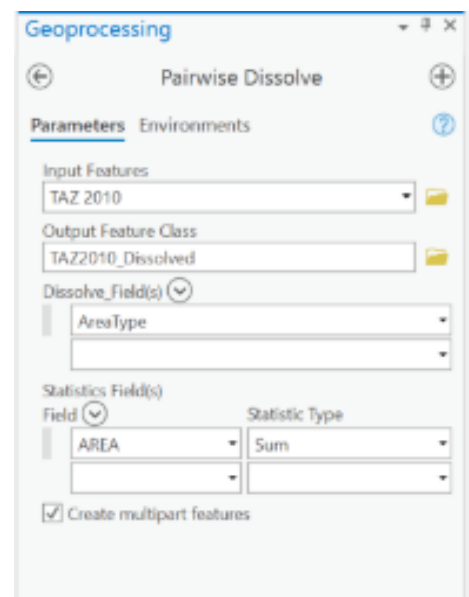 Geoprocessing
Pairwise Dissolve
Parameters Environments
Input Features
TAZ 2010
Output Feature Class
TAZ2010_Dissolved
Dissolve_Field(s)
AreaType
Statistics Field(s)
Field Statistic Type
AREA Sum
Create multipart features